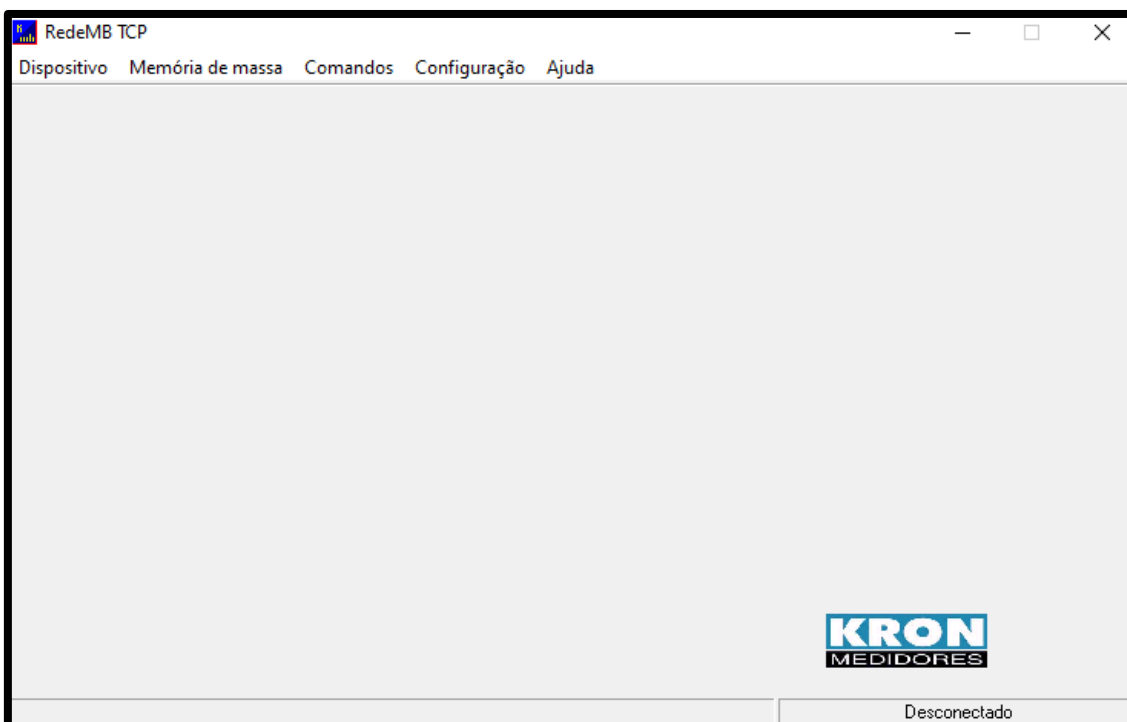 RedeMB TCP
Dispositivo Memória de massa Comandos Configuração Ajuda
KRON
MEDIDORES
Desconectado